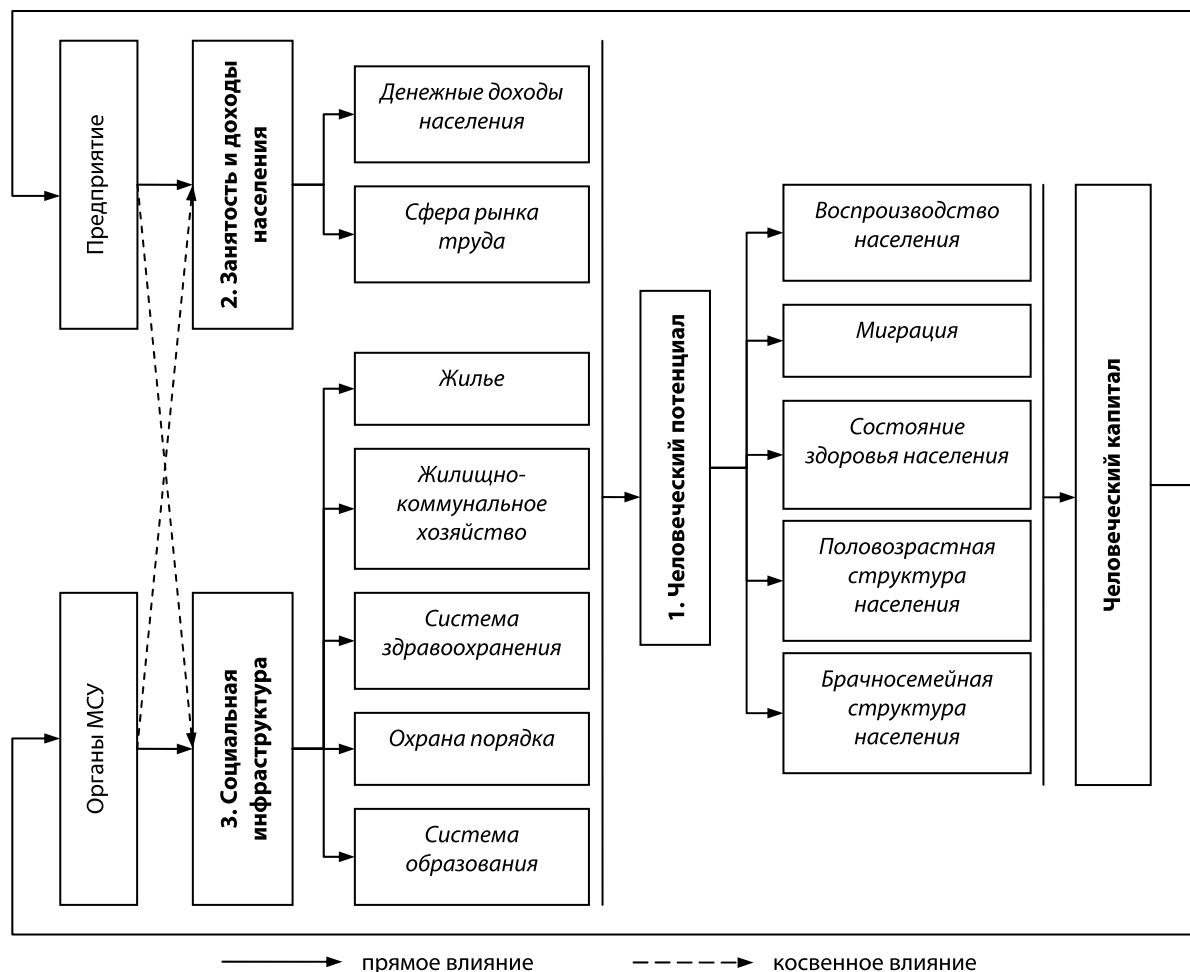 Предприятие
2. Занятость и доходы
населения
Денежные доходы
населения
Сфера рынка
труда
Органы МСУ
3. Социальная
инфраструктура
Жилье
Жилищно-
коммунальное
хозяйство
Система
здравоохранения
Охрана порядка
Система
образования
1. Человеческий потенциал
Воспроизводство
населения
Миграция
Состояние
здоровья населения
Половозрастная
структура
населения
Брачносемейная
структура
населения
Человеческий капитал
прямое влияние
косвенное влияние